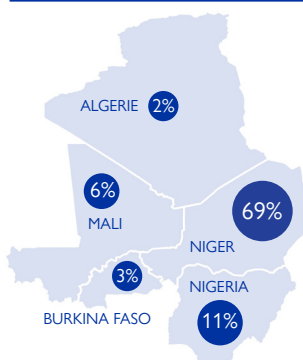 ALGERIE 2%
6%
MALI
69%
NIGER
3%
BURKINA FASO
NIGERIA
11%